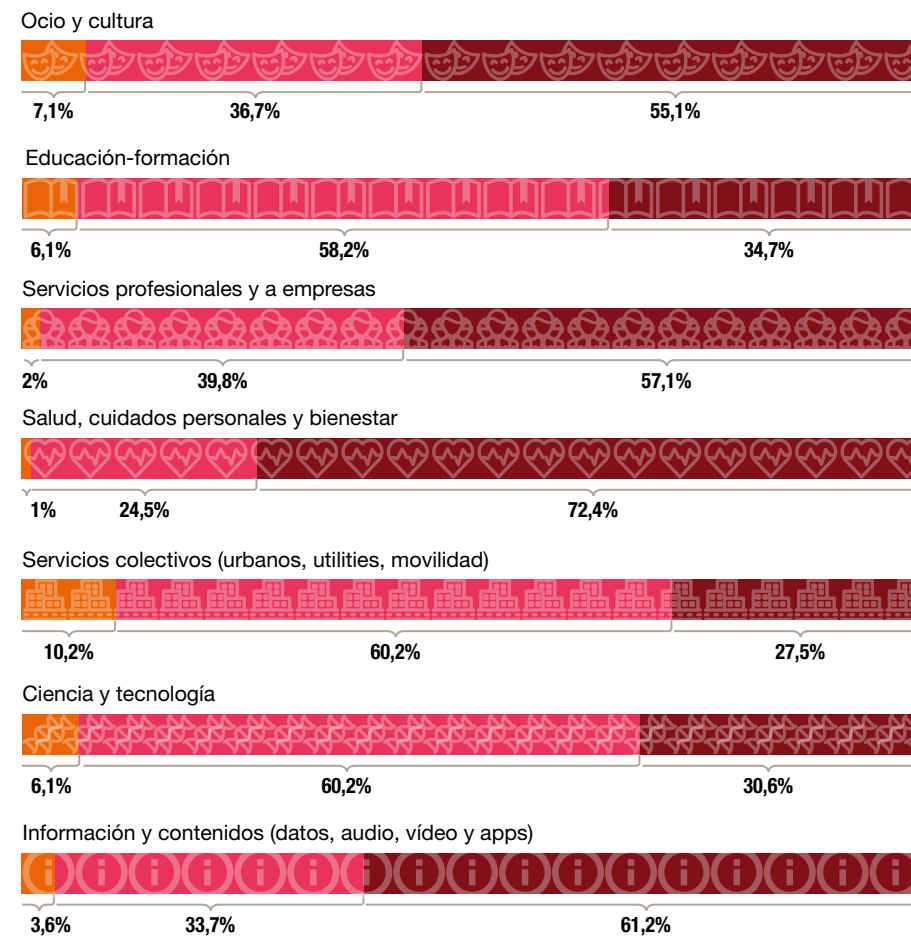 Ocio y cultura
7,1% 36,7% 55,1%
Educación-formación
6,1% 58,2% 34,7%
Servicios profesionales y a empresas
2% 39,8% 57,1%
Salud, cuidados personales y bienestar
1% 24,5% 72,4%
Servicios colectivos (urbanos, utilities, movilidad)
10,2% 60,2% 27,5%
Ciencia y tecnología
6,1% 60,2% 30,6%
Información y contenidos (datos, audio, vídeo y apps)
3,6% 33,7% 61,2%